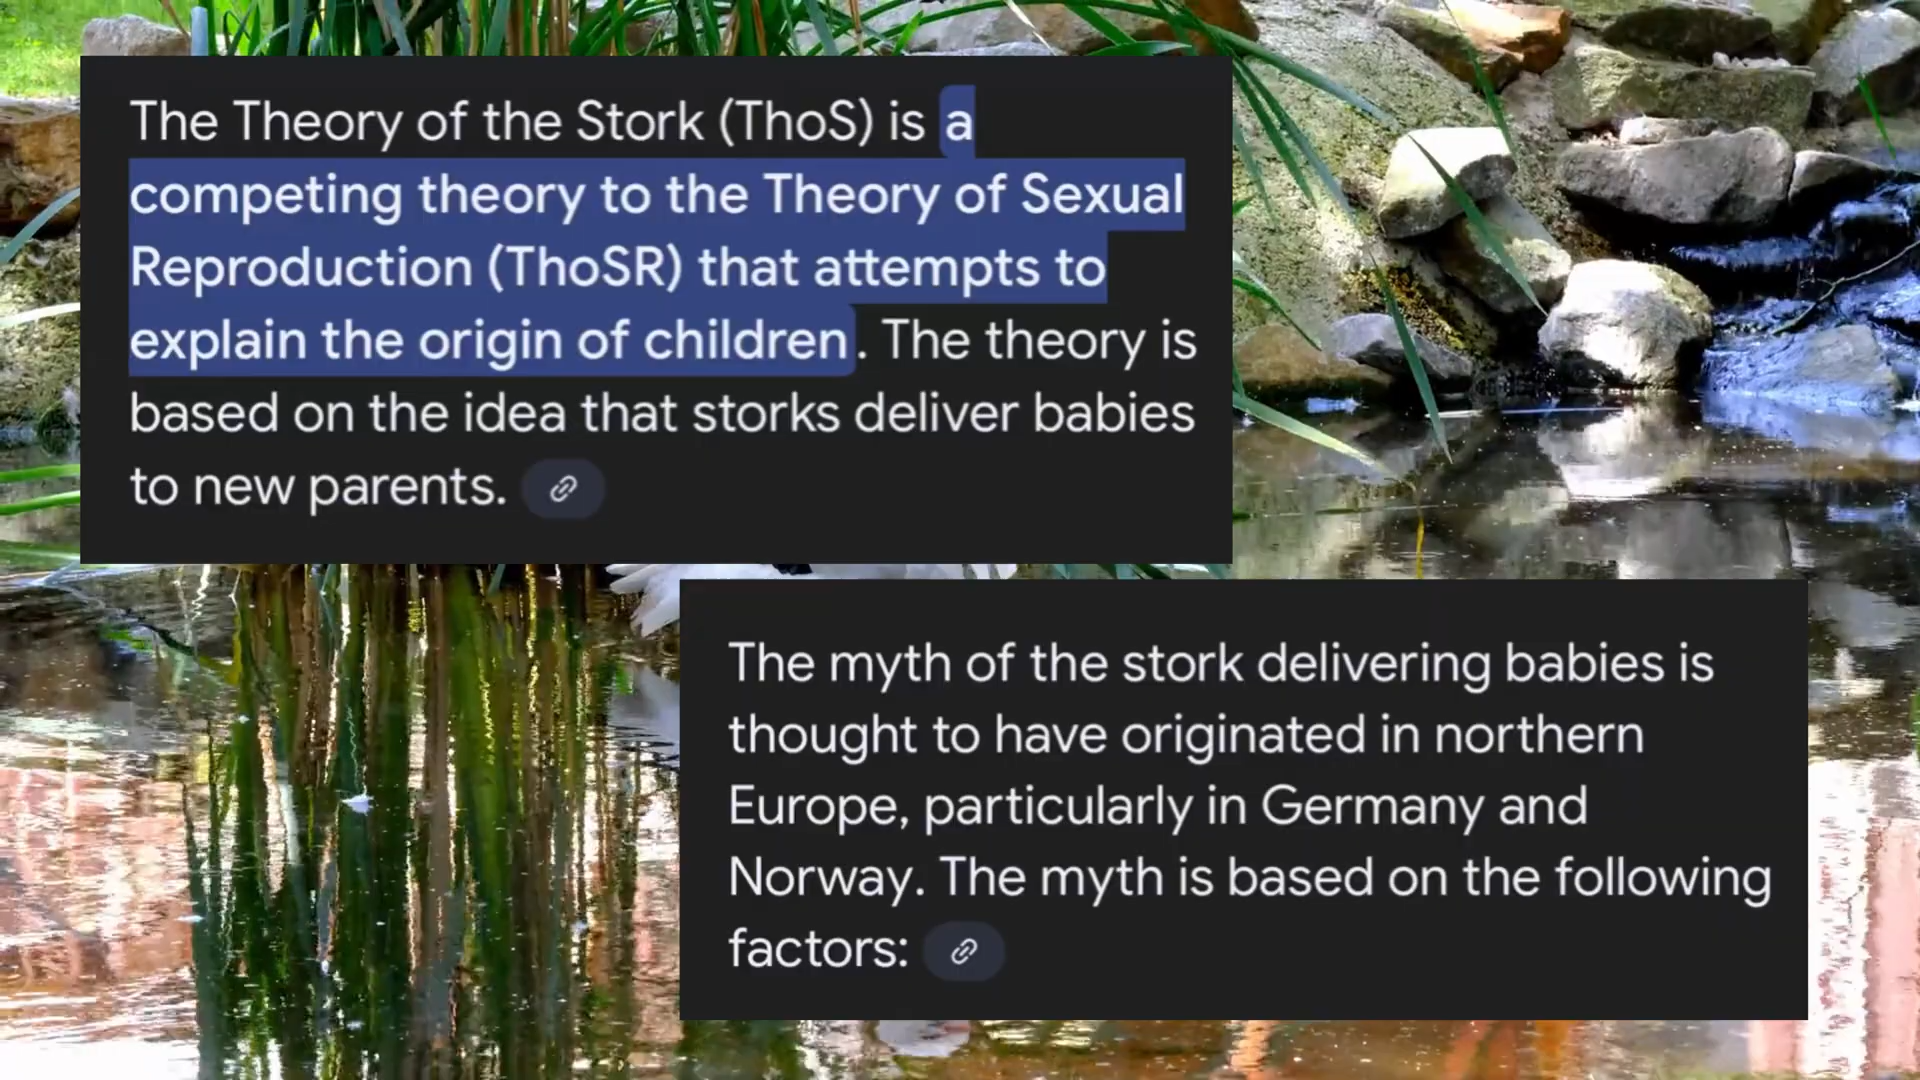 The Theory of the Stork (ThoS) is a
competing theory to the Theory of Sexual
Reproduction (ThoSR) that attempts to
explain the origin of children. The theory is
based on the idea that storks deliver babies
to new parents.
The myth of the stork delivering babies is
thought to have originated in northern
Europe, particularly in Germany and
Norway. The myth is based on the following
factors: